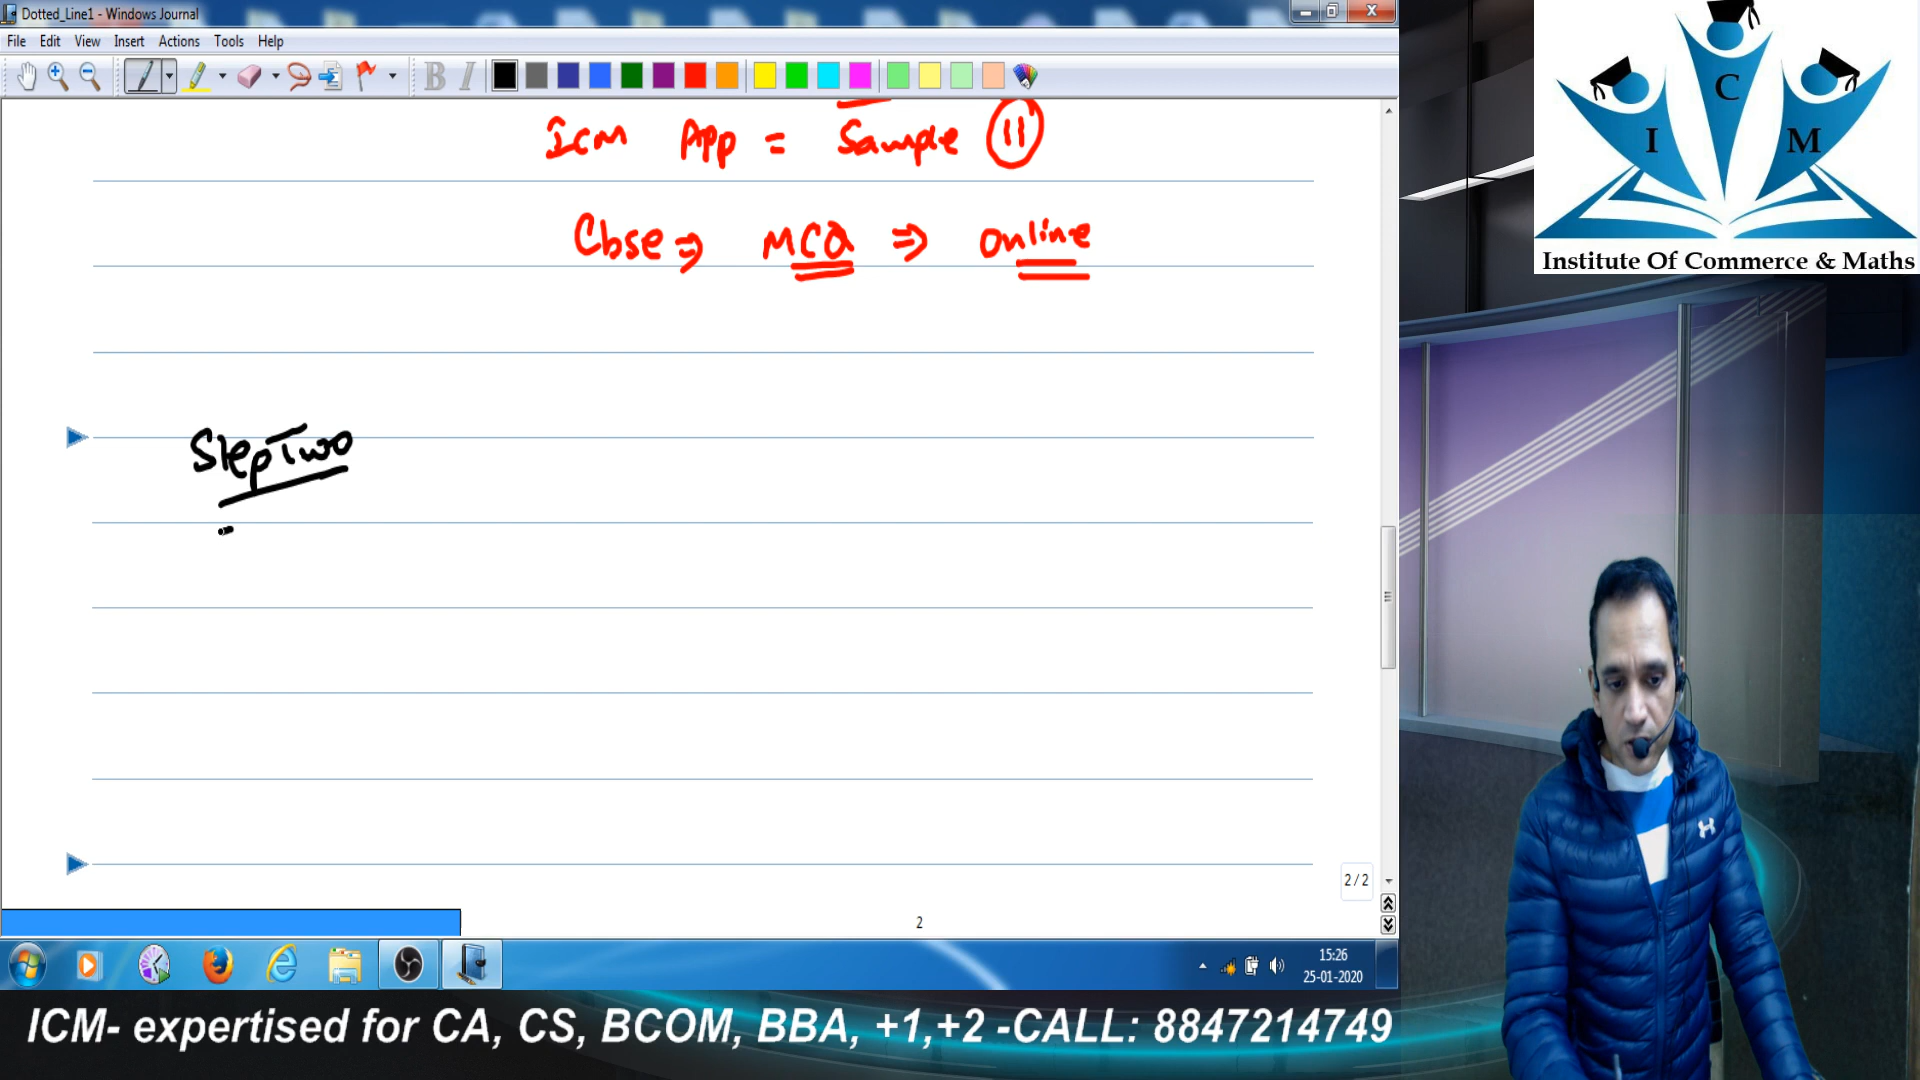 Dotted_Line1 - Windows Journal
File Edit View Insert Actions Tools Help
B I
Icm App = Sample 11
Cbse ⇒ MCQ ⇒ Online
Step Two
2 / 2
2
15:26
25-01-2020
I C M
Institute Of Commerce & Maths
ICM- expertised for CA, CS, BCOM, BBA, +1,+2 -CALL: 8847214749